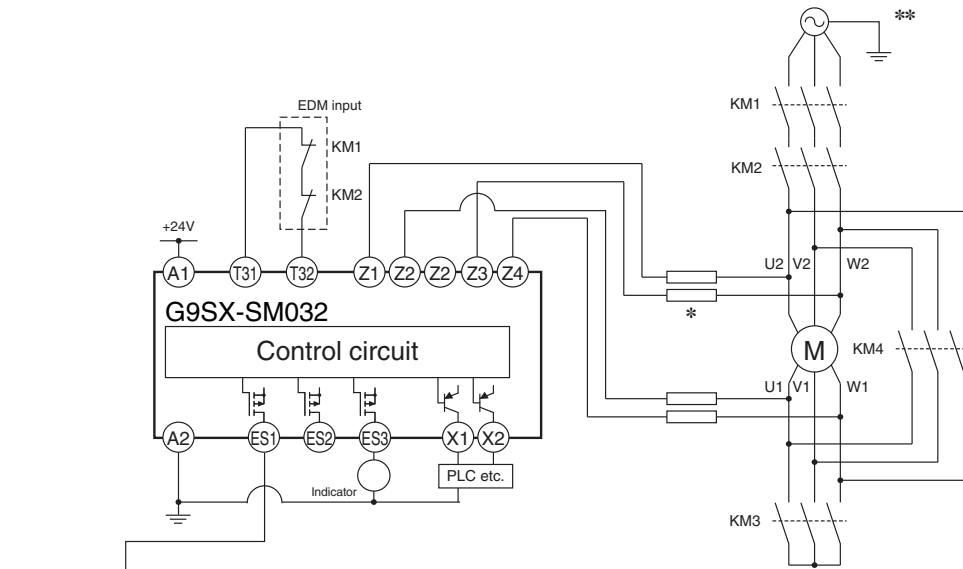 **
EDM input
KM1
KM1
KM2
KM2
+24V
A1 T31 T32 Z1 Z2 Z2 Z3 Z4
U2 V2 W2
G9SX-SM032
*
Control circuit
M
KM4
U1 V1 W1
A2 ES1 ES2 ES3 X1 X2
PLC etc.
Indicator
KM3